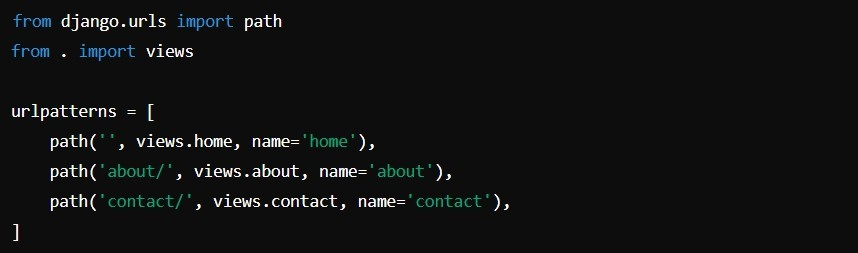 from django.urls import path
from . import views

urlpatterns = [
    path('', views.home, name='home'),
    path('about/', views.about, name='about'),
    path('contact/', views.contact, name='contact'),
]